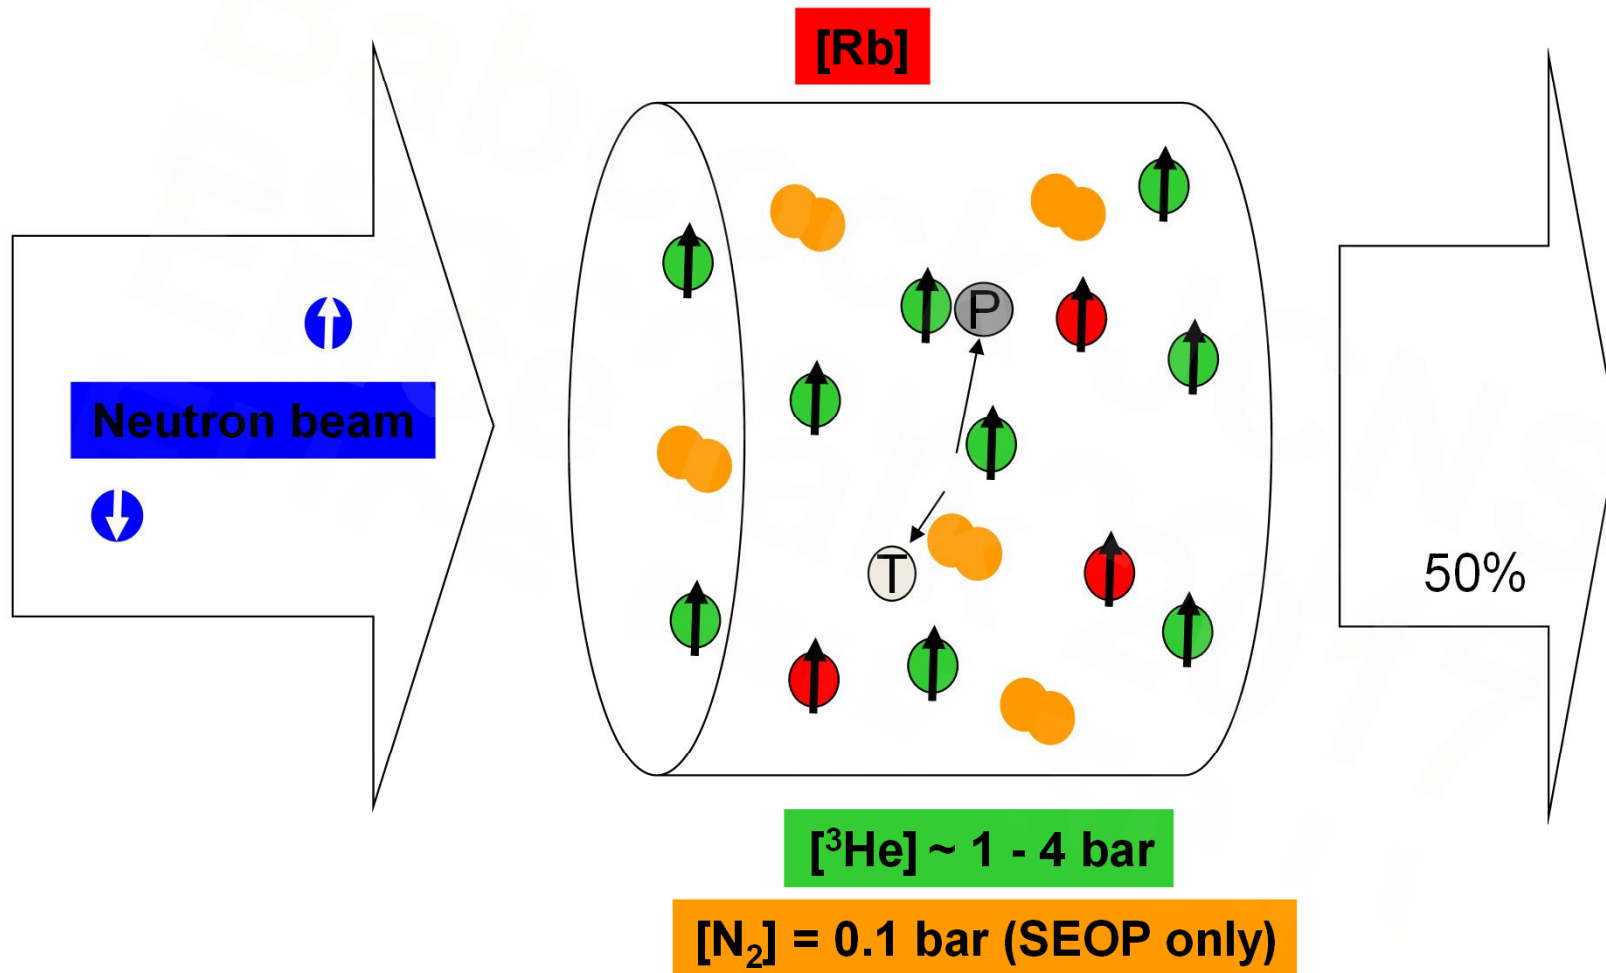 [Rb]
P
Neutron beam
T
50%
[³He] ~ 1 - 4 bar
[N₂] = 0.1 bar (SEOP only)